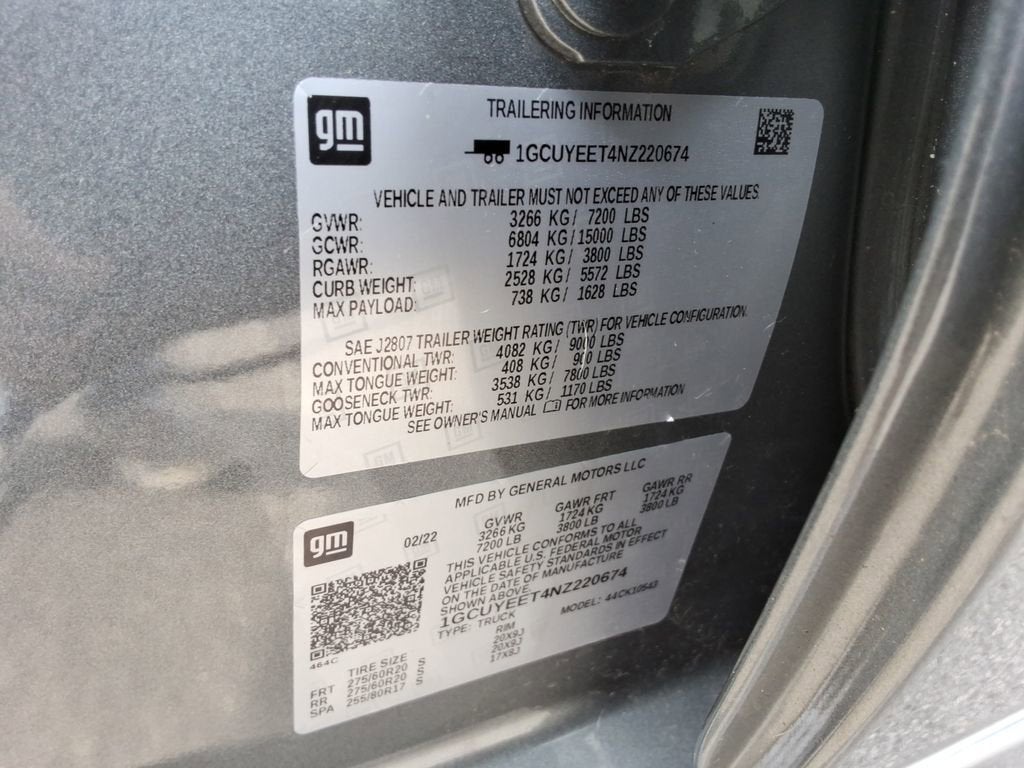 gm
TRAILERING INFORMATION
1GCUYEET4NZ220674
VEHICLE AND TRAILER MUST NOT EXCEED ANY OF THESE VALUES.
GVWR: 3266 KG/ 7200 LBS
GCWR: 6804 KG/15000 LBS
RGAWR: 1724 KG/ 3800 LBS
CURB WEIGHT: 2528 KG/ 5572 LBS
MAX PAYLOAD: 738 KG/ 1628 LBS
SAE J2807 TRAILER WEIGHT RATING (TWR) FOR VEHICLE CONFIGURATION.
CONVENTIONAL TWR: 4082 KG/ 9000 LBS
MAX TONGUE WEIGHT: 408 KG/ 900 LBS
GOOSENECK TWR: 3538 KG/ 7800 LBS
MAX TONGUE WEIGHT: 531 KG/ 1170 LBS
SEE OWNER'S MANUAL FOR MORE INFORMATION
MFD BY GENERAL MOTORS LLC
gm
02/22
GVWR GAWR FRT GAWR RR
3266 KG 1724 KG 1724 KG
7200 LB 3800 LB 3800 LB
THIS VEHICLE CONFORMS TO ALL
APPLICABLE U.S. FEDERAL MOTOR
VEHICLE SAFETY STANDARDS IN EFFECT
ON THE DATE OF MANUFACTURE
SHOWN ABOVE.
1GCUYEET4NZ220674
TYPE: TRUCK MODEL: 44CK10543
464C
TIRE SIZE RIM
FRT 275/60R20 S 20X9J
RR 275/60R20 S 20X9J
SPA 255/80R17 S 17X8J